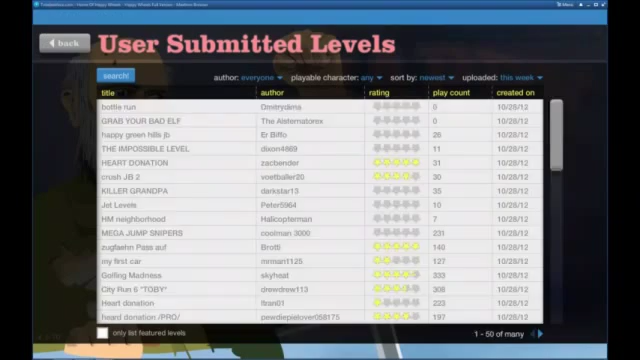 Menu
back
User Submitted Levels
search!
author: everyone playable character: any sort by: newest uploaded: this week
title author rating play count created on
bottle run Dmitrydima 0 10/28/12
GRAB YOUR BAD ELF The Alsternatorex 0 10/28/12
happy green hills jb Er Biffo 26 10/28/12
THE IMPOSSIBLE LEVEL dixon4869 11 10/28/12
HEART DONATION zacbender 31 10/28/12
crush JB 2 voetballer20 30 10/28/12
KILLER GRANDPA darkstar13 35 10/28/12
Jet Levels Peter5964 10 10/28/12
HM neighborhood Halicopterman 7 10/28/12
MEGA JUMP SNIPERS coolman 3000 231 10/28/12
zugfaehn Pass auf Brotti 140 10/28/12
my first car mrmant125 127 10/28/12
Golfing Madness skyheat 333 10/28/12
City Run 6 "TOBY" drewdrew113 308 10/28/12
Heart donation ltran01 223 10/28/12
heard donation /PRO/ pewdiepielover058175 197 10/28/12
only list featured levels 1 - 50 of many